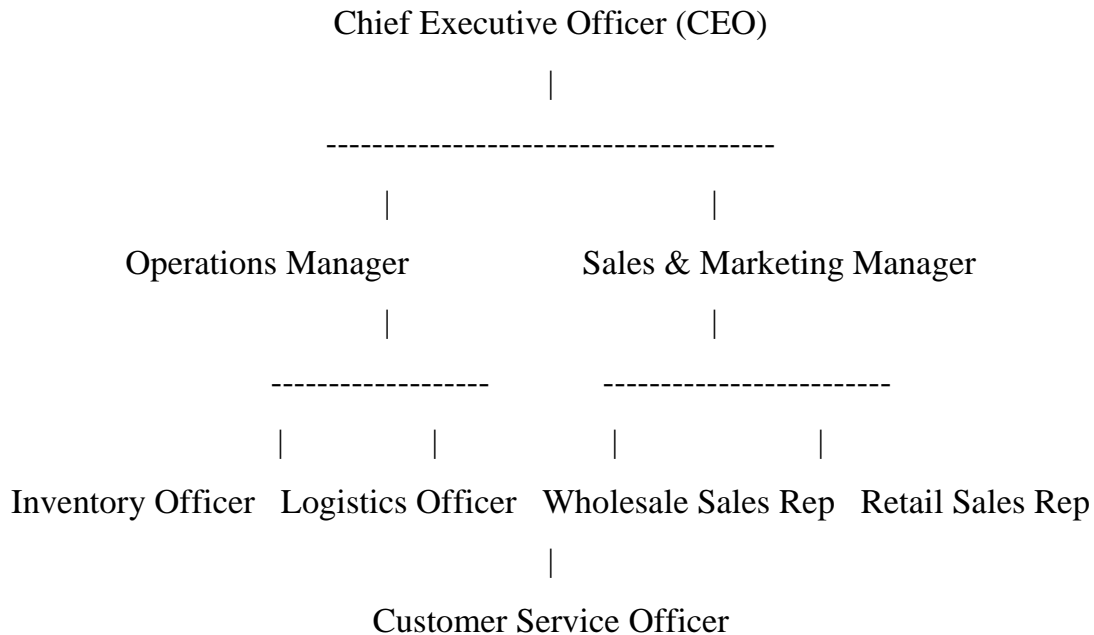 Chief Executive Officer (CEO)
|
---------------------------------------
| |
Operations Manager Sales & Marketing Manager
| |
------------------- -------------------------
| | | |
Inventory Officer Logistics Officer Wholesale Sales Rep Retail Sales Rep
|
Customer Service Officer